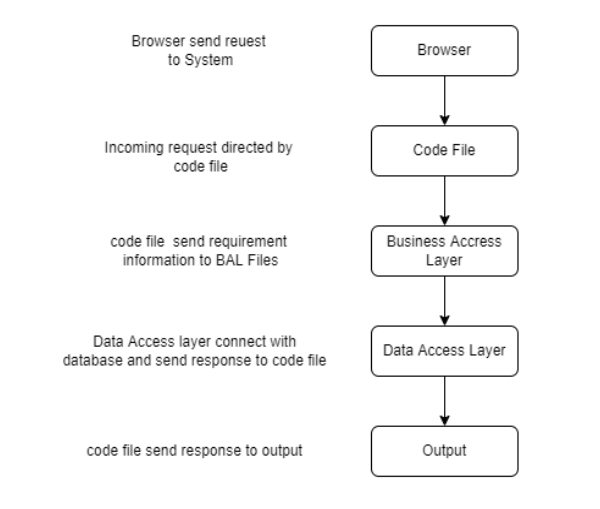 Browser send reuest
to System
Browser
Incoming request directed by
code file
Code File
code file send requirement
information to BAL Files
Business Accress
Layer
Data Access layer connect with
database and send response to code file
Data Access Layer
code file send response to output
Output